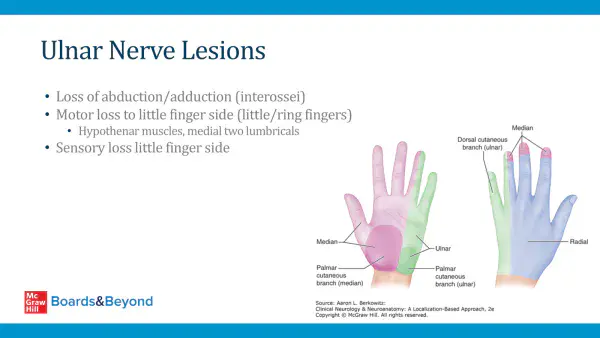 Ulnar Nerve Lesions
• Loss of abduction/adduction (interossei)
• Motor loss to little finger side (little/ring fingers)
• Hypothenar muscles, medial two lumbricals
• Sensory loss little finger side
Median
Dorsal cutaneous
branch (ulnar)
Median
Ulnar
Radial
Palmar
cutaneous
branch (median)
Palmar
cutaneous
branch (ulnar)
Source: Aaron L. Berkowitz:
Clinical Neurology & Neuroanatomy: A Localization-Based Approach, 2e
Copyright © McGraw Hill. All rights reserved.
Mc
Graw
Hill
Boards&Beyond